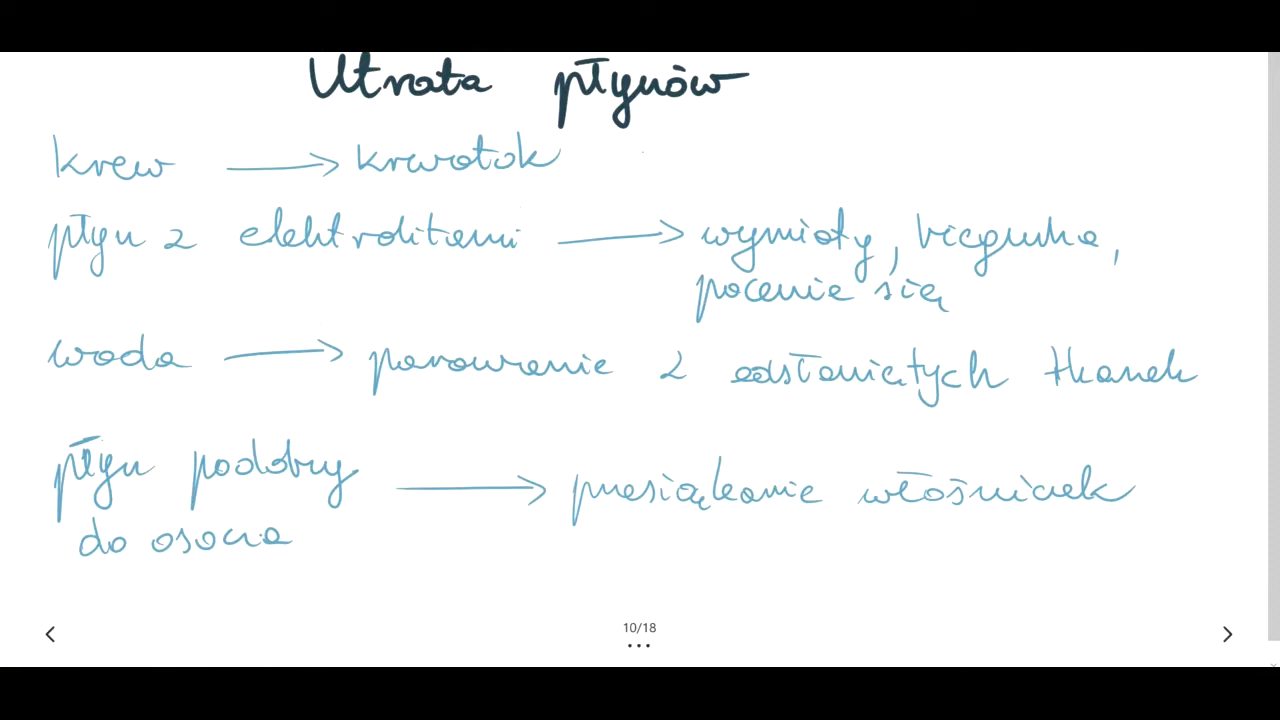 Utrata płynów
krew → krwotok
płyn z elektrolitami → wymioty, biegunka,
pocenie się
woda → parowanie z odsłoniętych tkanek
płyn podobny → przesiąkanie włośniczek
do osocza
10/18